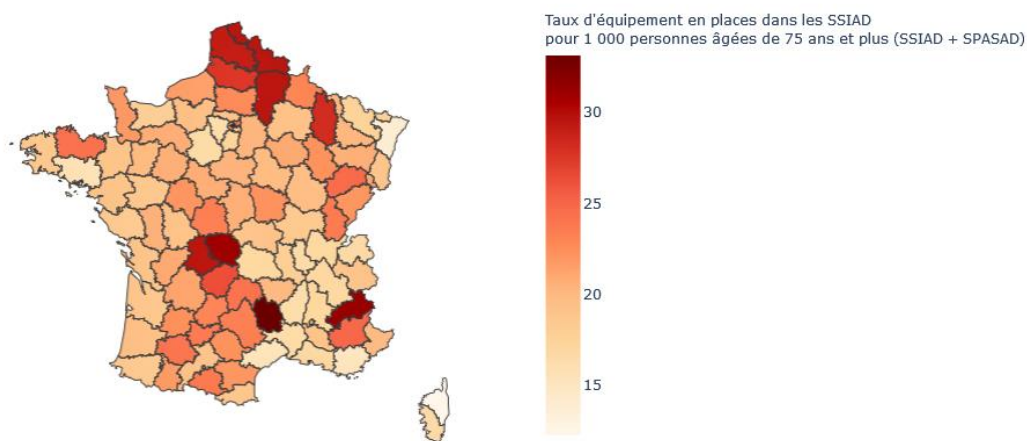 Taux d'équipement en places dans les SSIAD
pour 1 000 personnes âgées de 75 ans et plus (SSIAD + SPASAD)
30
25
20
15